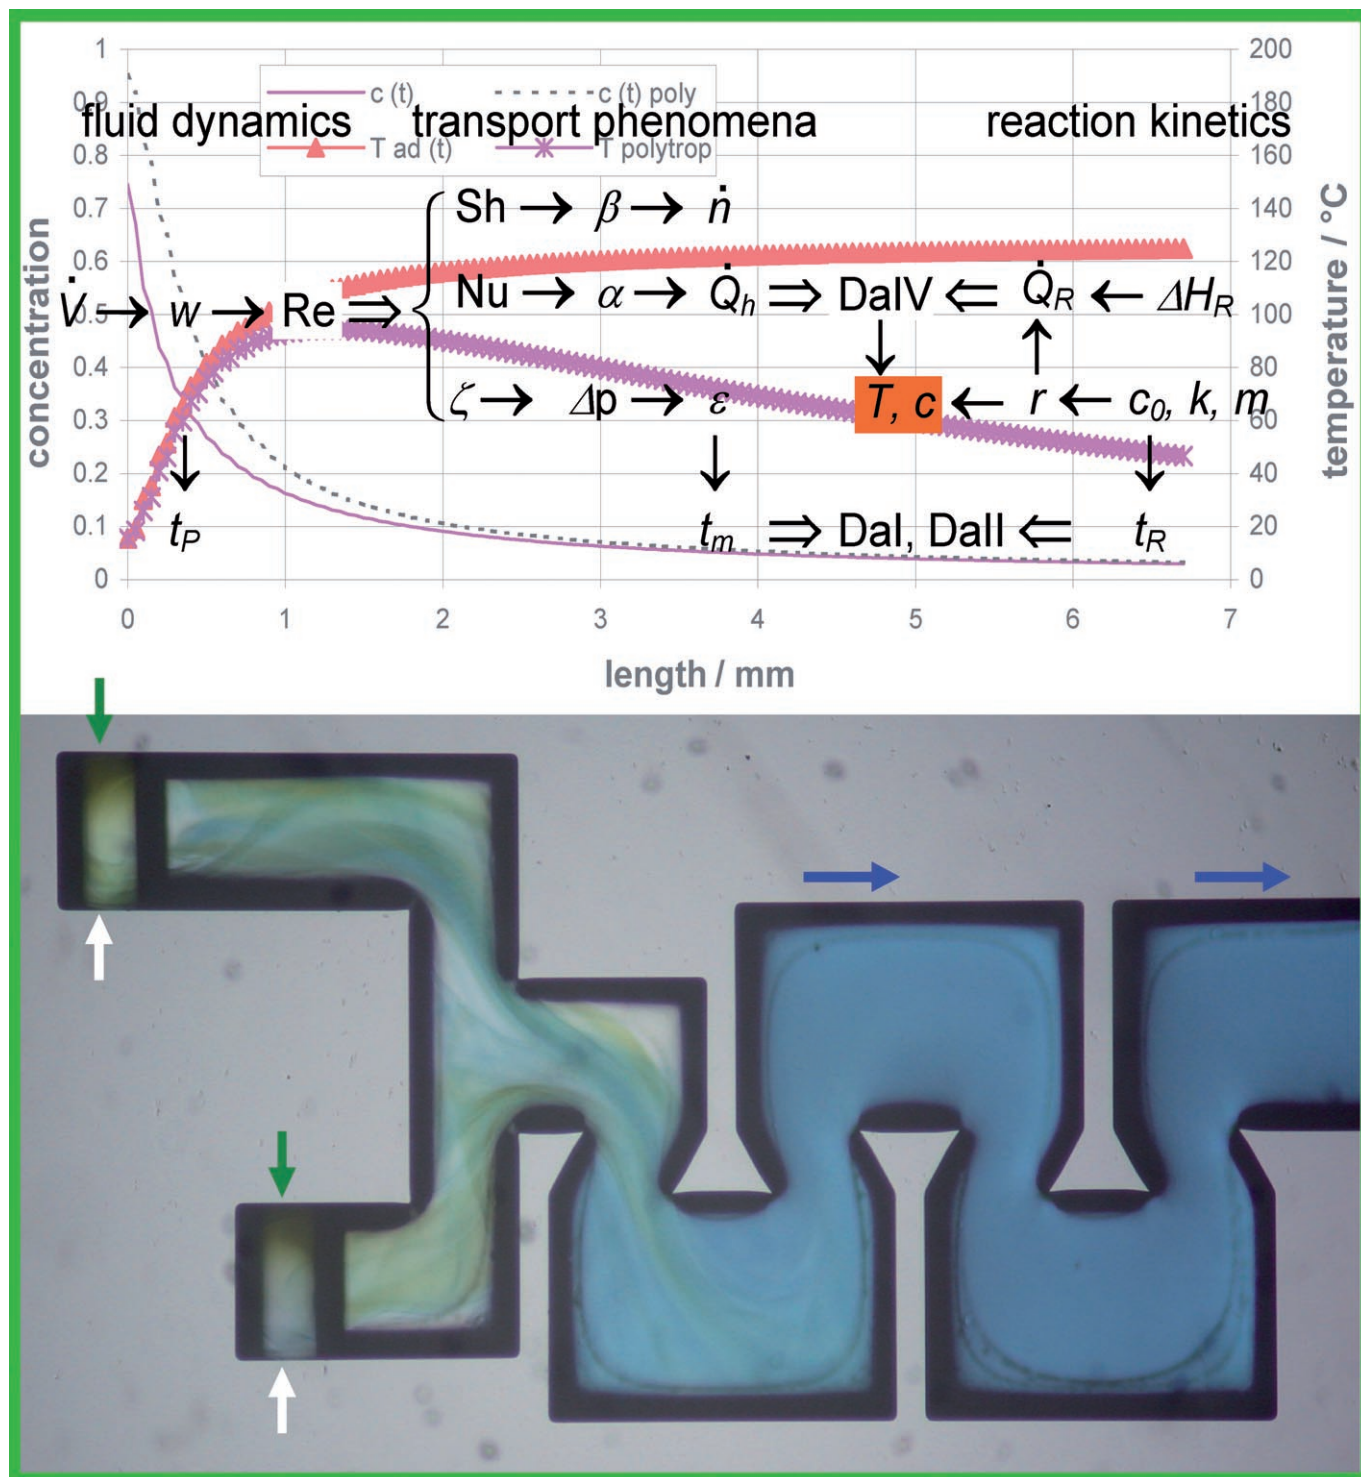 1 200
0.9 180
c (t) c (t) poly
fluid dynamics transport phenomena reaction kinetics
T ad (t) T polytrop
0.8 160
0.7 140
Sh → β → ṅ
0.6 120
V̇ → w → Re ⇒ { Nu → α → Q̇h ⇒ DaIV ⇐ Q̇R ← ΔHR
0.5 100
0.4 80
ζ → Δp → ε T, c ← r ← c0, k, m
0.3 60
0.2 40
tP tm ⇒ DaI, DaII ⇐ tR
0.1 20
0 0
0 1 2 3 4 5 6 7
length / mm
concentration
temperature / °C